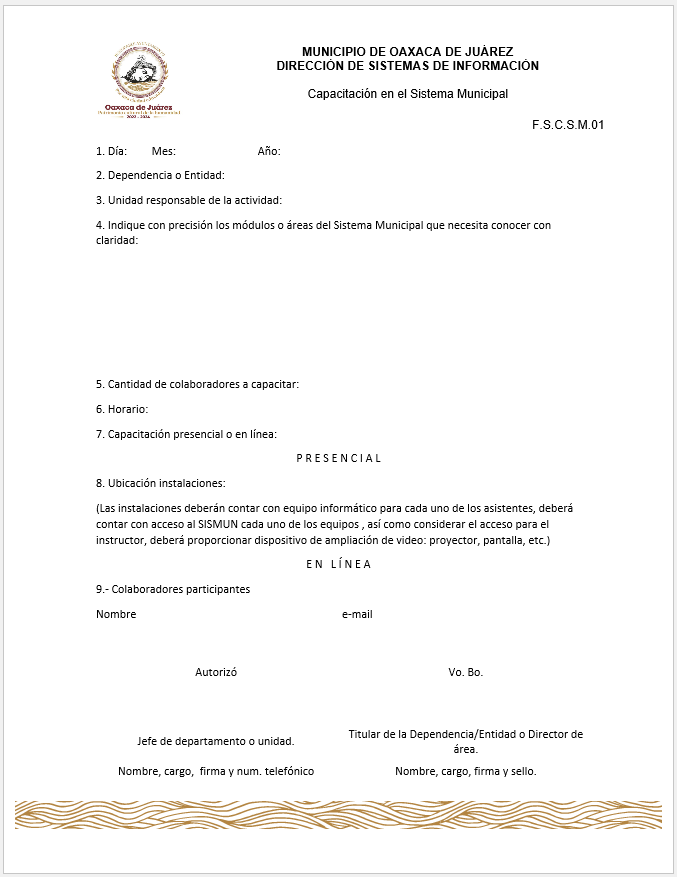 MUNICIPIO DE OAXACA DE JUÁREZ
DIRECCIÓN DE SISTEMAS DE INFORMACIÓN
Capacitación en el Sistema Municipal
Oaxaca de Juárez
Patrimonio cultural de la humanidad
2022 - 2024
F.S.C.S.M.01
1. Día: Mes: Año:
2. Dependencia o Entidad:
3. Unidad responsable de la actividad:
4. Indique con precisión los módulos o áreas del Sistema Municipal que necesita conocer con
claridad:
5. Cantidad de colaboradores a capacitar:
6. Horario:
7. Capacitación presencial o en línea:
P R E S E N C I A L
8. Ubicación instalaciones:
(Las instalaciones deberán contar con equipo informático para cada uno de los asistentes, deberá
contar con acceso al SISMUN cada uno de los equipos , así como considerar el acceso para el
instructor, deberá proporcionar dispositivo de ampliación de video: proyector, pantalla, etc.)
E N  L Í N E A
9.- Colaboradores participantes
Nombre e-mail
Autorizó Vo. Bo.
Jefe de departamento o unidad.
Titular de la Dependencia/Entidad o Director de
área.
Nombre, cargo,  firma y num. telefónico Nombre, cargo, firma y sello.